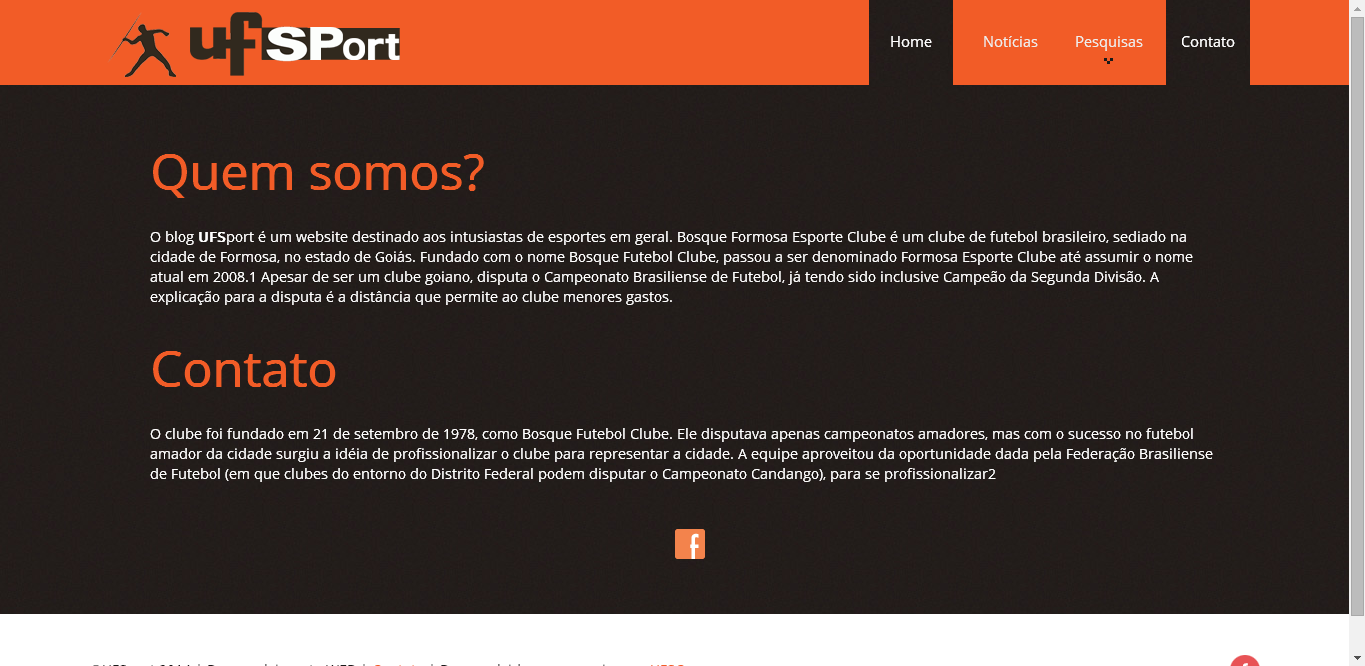 ufSPort
Home
Notícias
Pesquisas
Contato
Quem somos?
O blog UFSport é um website destinado aos intusiastas de esportes em geral. Bosque Formosa Esporte Clube é um clube de futebol brasileiro, sediado na
cidade de Formosa, no estado de Goiás. Fundado com o nome Bosque Futebol Clube, passou a ser denominado Formosa Esporte Clube até assumir o nome
atual em 2008.1 Apesar de ser um clube goiano, disputa o Campeonato Brasiliense de Futebol, já tendo sido inclusive Campeão da Segunda Divisão. A
explicação para a disputa é a distância que permite ao clube menores gastos.
Contato
O clube foi fundado em 21 de setembro de 1978, como Bosque Futebol Clube. Ele disputava apenas campeonatos amadores, mas com o sucesso no futebol
amador da cidade surgiu a idéia de profissionalizar o clube para representar a cidade. A equipe aproveitou da oportunidade dada pela Federação Brasiliense
de Futebol (em que clubes do entorno do Distrito Federal podem disputar o Campeonato Candango), para se profissionalizar2
f